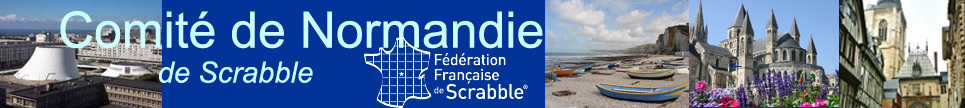 Comité de Normandie
de Scrabble
Fédération
Française
de Scrabble®